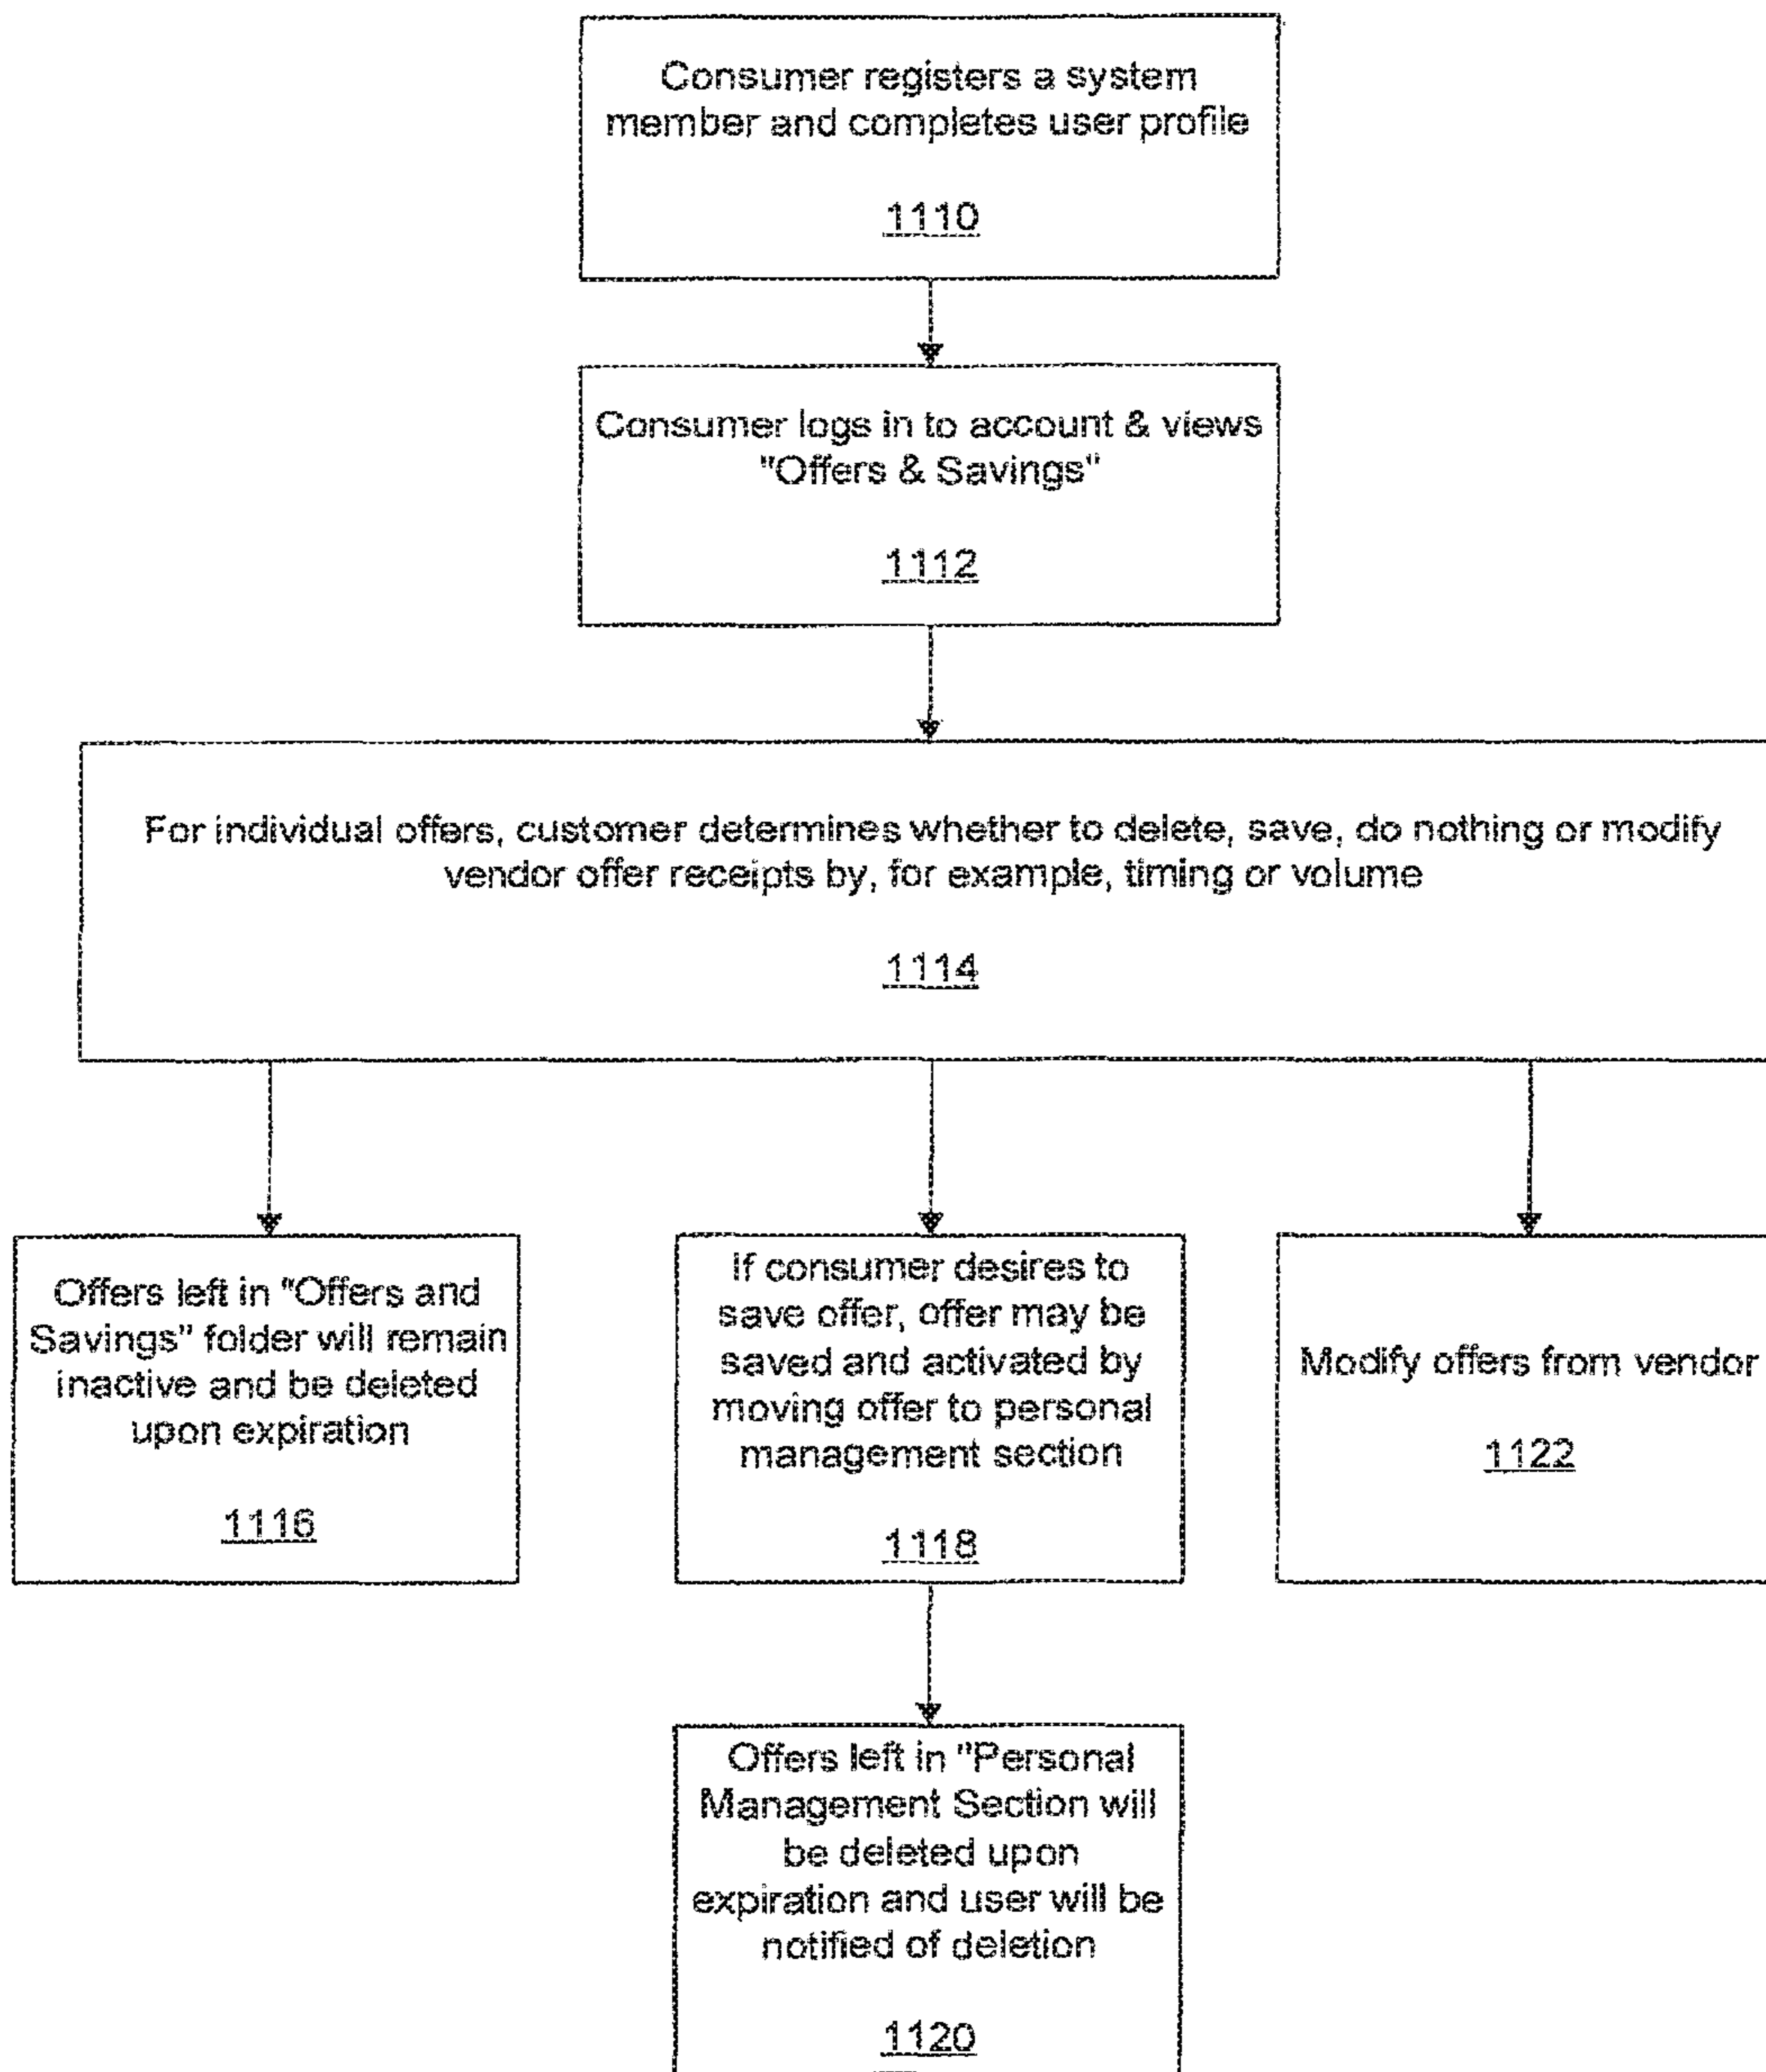 Consumer registers a system
member and completes user profile
1110
Consumer logs in to account & views
"Offers & Savings"
1112
For individual offers, customer determines whether to delete, save, do nothing or modify
vendor offer receipts by, for example, timing or volume
1114
Offers left in "Offers and
Savings" folder will remain
inactive and be deleted
upon expiration
1116
If consumer desires to
save offer, offer may be
saved and activated by
moving offer to personal
management section
1118
Modify offers from vendor
1122
Offers left in "Personal
Management Section will
be deleted upon
expiration and user will be
notified of deletion
1120